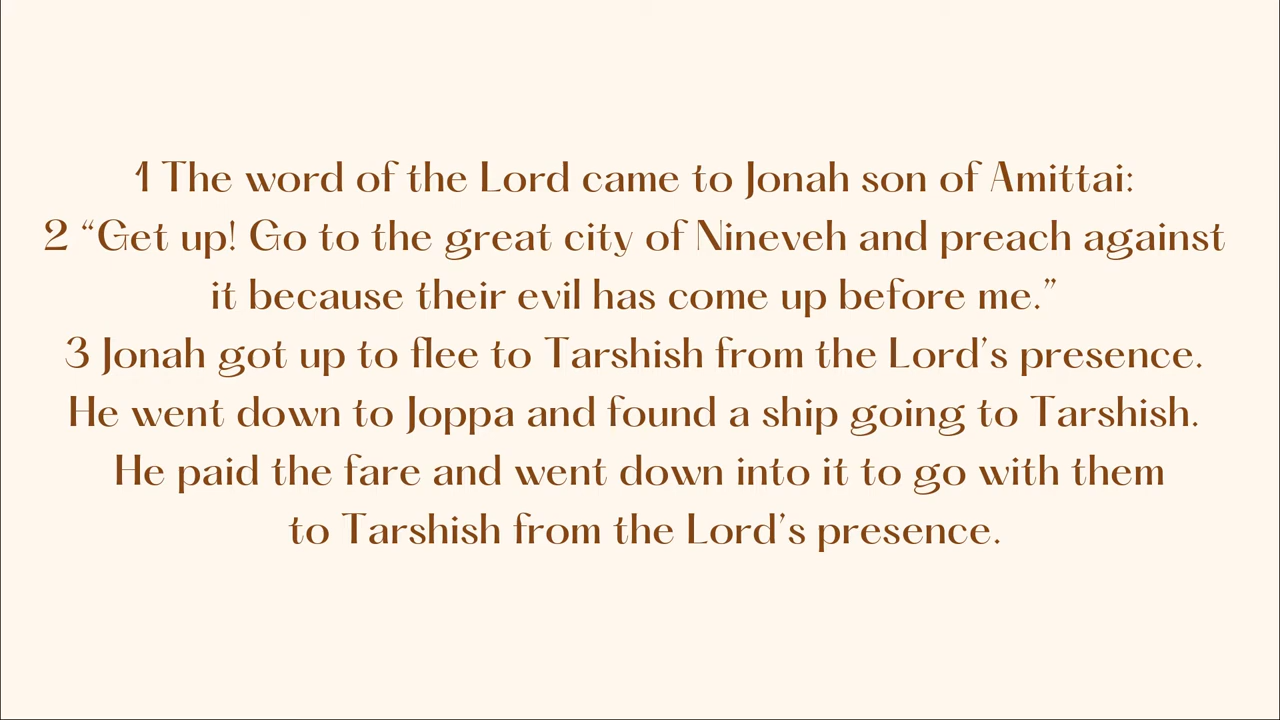 1 The word of the Lord came to Jonah son of Amittai:
2 “Get up! Go to the great city of Nineveh and preach against
it because their evil has come up before me.”
3 Jonah got up to flee to Tarshish from the Lord’s presence.
He went down to Joppa and found a ship going to Tarshish.
He paid the fare and went down into it to go with them
to Tarshish from the Lord’s presence.